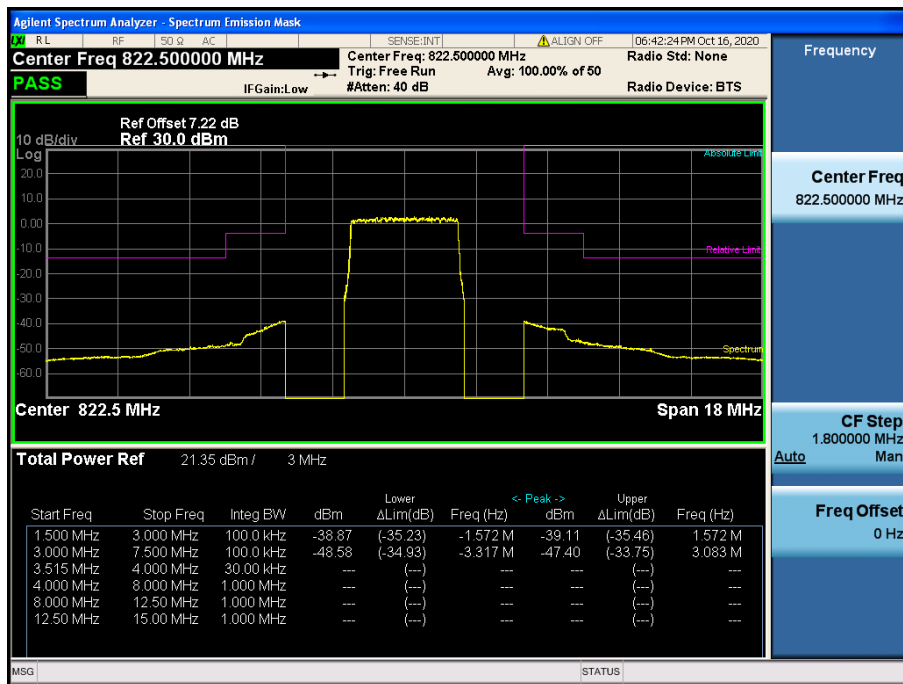 Agilent Spectrum Analyzer - Spectrum Emission Mask
LXI RL RF 50 Ω AC SENSE:INT ALIGN OFF 06:42:24 PM Oct 16, 2020
Center Freq 822.500000 MHz Center Freq: 822.500000 MHz Radio Std: None
Trig: Free Run Avg: 100.00% of 50
PASS IFGain:Low #Atten: 40 dB Radio Device: BTS
Ref Offset 7.22 dB
10 dB/div Ref 30.0 dBm
Log Absolute Limit
20.0
10.0
0.00
-10.0 Relative Limit
-20.0
-30.0
-40.0
-50.0 Spectrum
-60.0
Center 822.5 MHz Span 18 MHz
Total Power Ref 21.35 dBm / 3 MHz
Lower <- Peak -> Upper
Start Freq Stop Freq Integ BW dBm ΔLim(dB) Freq (Hz) dBm ΔLim(dB) Freq (Hz)
1.500 MHz 3.000 MHz 100.0 kHz -38.87 (-35.23) -1.572 M -39.11 (-35.46) 1.572 M
3.000 MHz 7.500 MHz 100.0 kHz -48.58 (-34.93) -3.317 M -47.40 (-33.75) 3.083 M
3.515 MHz 4.000 MHz 30.00 kHz --- (---) --- --- (---) ---
4.000 MHz 8.000 MHz 1.000 MHz --- (---) --- --- (---) ---
8.000 MHz 12.50 MHz 1.000 MHz --- (---) --- --- (---) ---
12.50 MHz 15.00 MHz 1.000 MHz --- (---) --- --- (---) ---
MSG STATUS
Frequency
Center Freq
822.500000 MHz
CF Step
1.800000 MHz
Auto Man
Freq Offset
0 Hz